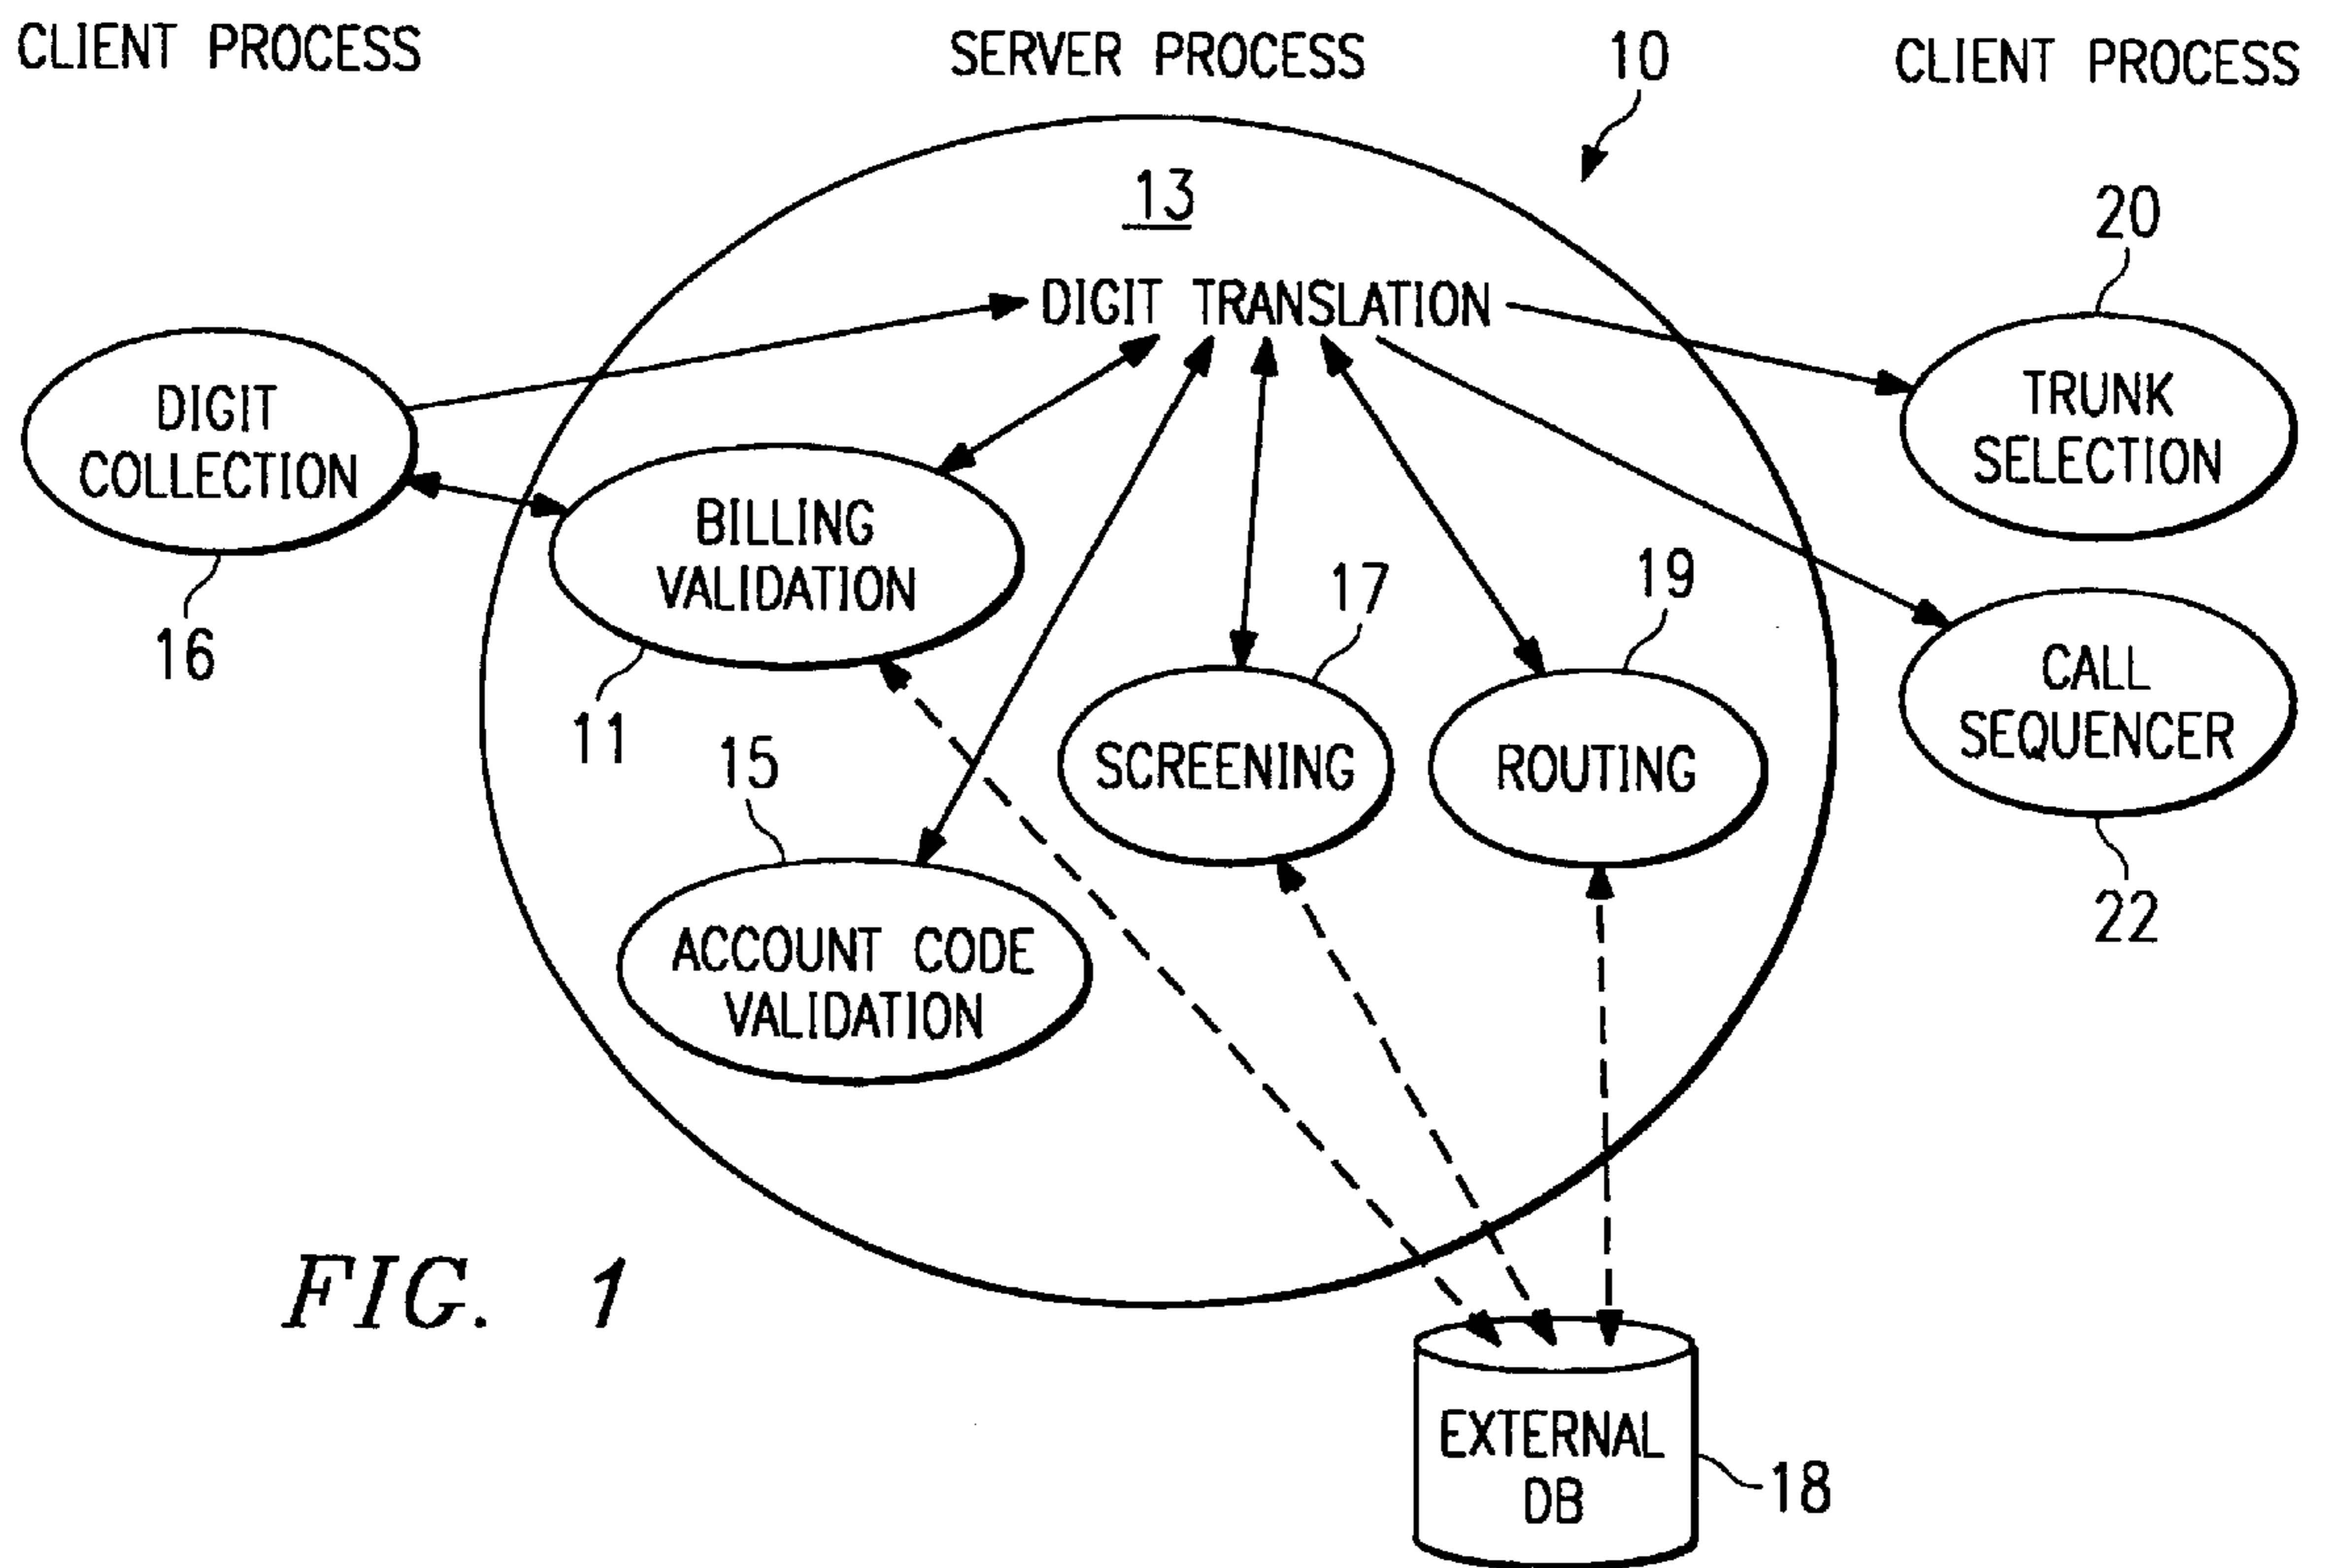 CLIENT PROCESS
SERVER PROCESS
10
CLIENT PROCESS
13
20
DIGIT TRANSLATION
DIGIT
COLLECTION
TRUNK
SELECTION
BILLING
VALIDATION
16
11
17
19
CALL
SEQUENCER
15
SCREENING
ROUTING
22
ACCOUNT CODE
VALIDATION
FIG. 1
EXTERNAL
DB
18